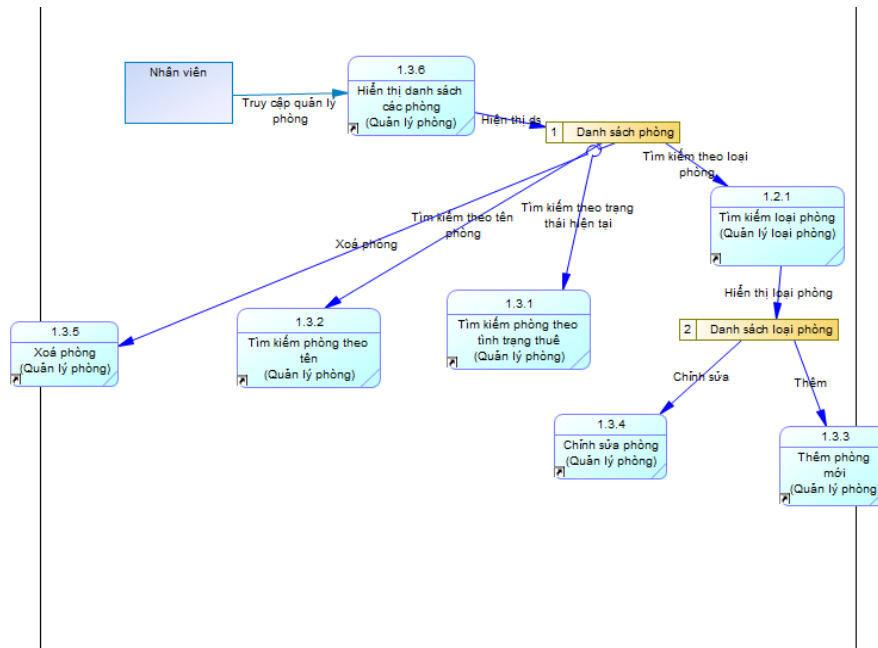 Nhân viên
1.3.6
Hiển thị danh sách
các phòng
(Quản lý phòng)
Truy cập quản lý
phòng
Hiện thị ds
1 Danh sách phòng
Tìm kiếm theo loại
phòng
1.2.1
Tìm kiếm loại phòng
(Quản lý loại phòng)
Tìm kiếm theo trạng
thái hiện tại
Tìm kiếm theo tên
phòng
Xoá phòng
Hiển thị loại phòng
1.3.5
Xoá phòng
(Quản lý phòng)
1.3.2
Tìm kiếm phòng theo
tên
(Quản lý phòng)
1.3.1
Tìm kiếm phòng theo
tình trạng thuê
(Quản lý phòng)
2 Danh sách loại phòng
Chỉnh sửa
Thêm
1.3.4
Chỉnh sửa phòng
(Quản lý phòng)
1.3.3
Thêm phòng
mới
(Quản lý phòng)